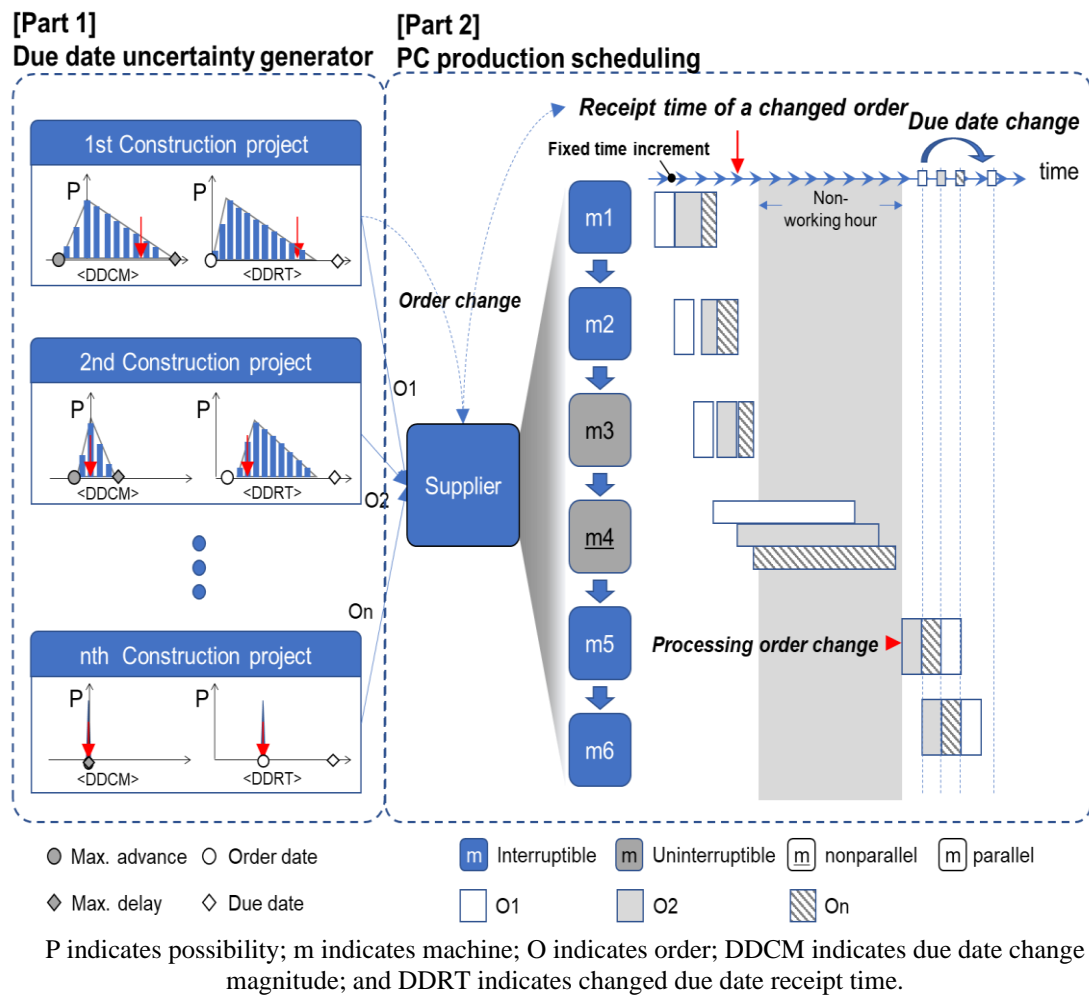 [Part 1]
Due date uncertainty generator
[Part 2]
PC production scheduling
1st Construction project
P
<DDCM>
<DDRT>
2nd Construction project
P
P
<DDCM>
<DDRT>
nth Construction project
P
P
<DDCM>
<DDRT>
Order change
O1
O2
On
Supplier
Receipt time of a changed order
Due date change
Fixed time increment
time
Non-
working hour
m1
m2
m3
m4
m5
m6
Processing order change
Max. advance
Order date
Max. delay
Due date
m Interruptible
m Uninterruptible
m nonparallel
m parallel
O1
O2
On
P indicates possibility; m indicates machine; O indicates order; DDCM indicates due date change
magnitude; and DDRT indicates changed due date receipt time.